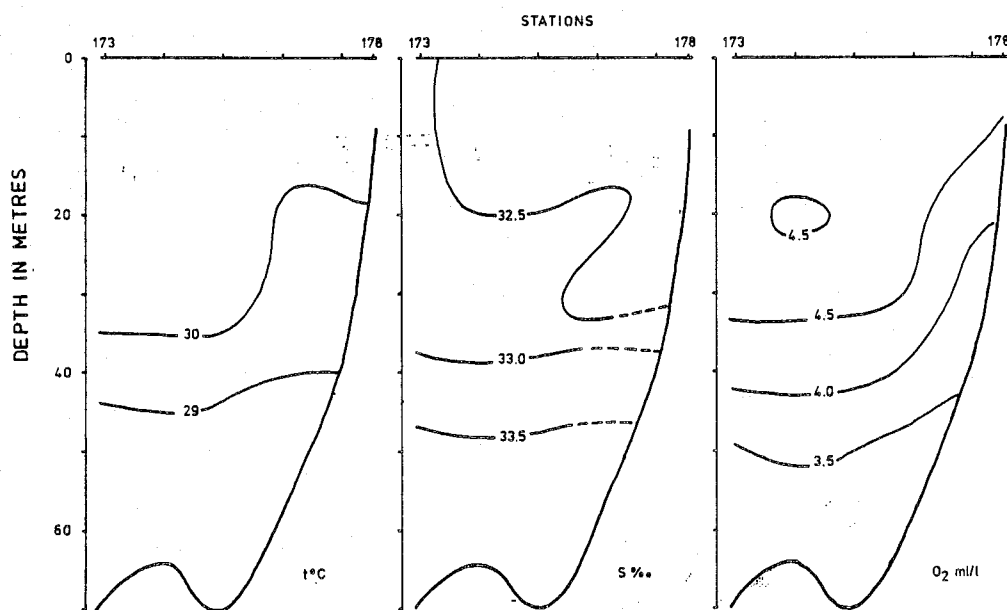 STATIONS
173 178 173 178 173 178
0
20
40
60
DEPTH IN METRES
30
29
t°C
32.5
33.0
33.5
S ‰
4.5
4.5
4.0
3.5
O2 ml/l